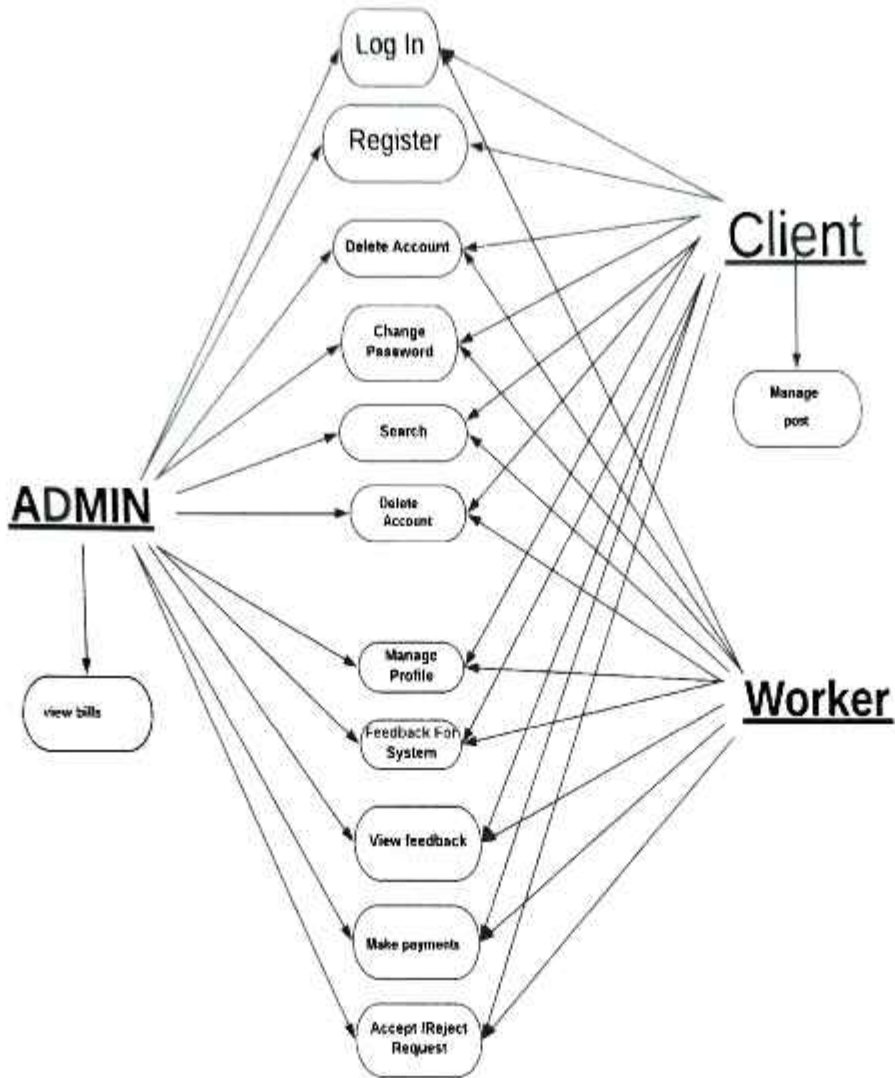 Log In
Register
Client
Delete Account
Change
Password
Manage
post
Search
ADMIN
Delete
Account
Manage
Profile
view bills
Worker
Feedback For
System
View feedback
Make payments
Accept /Reject
Request